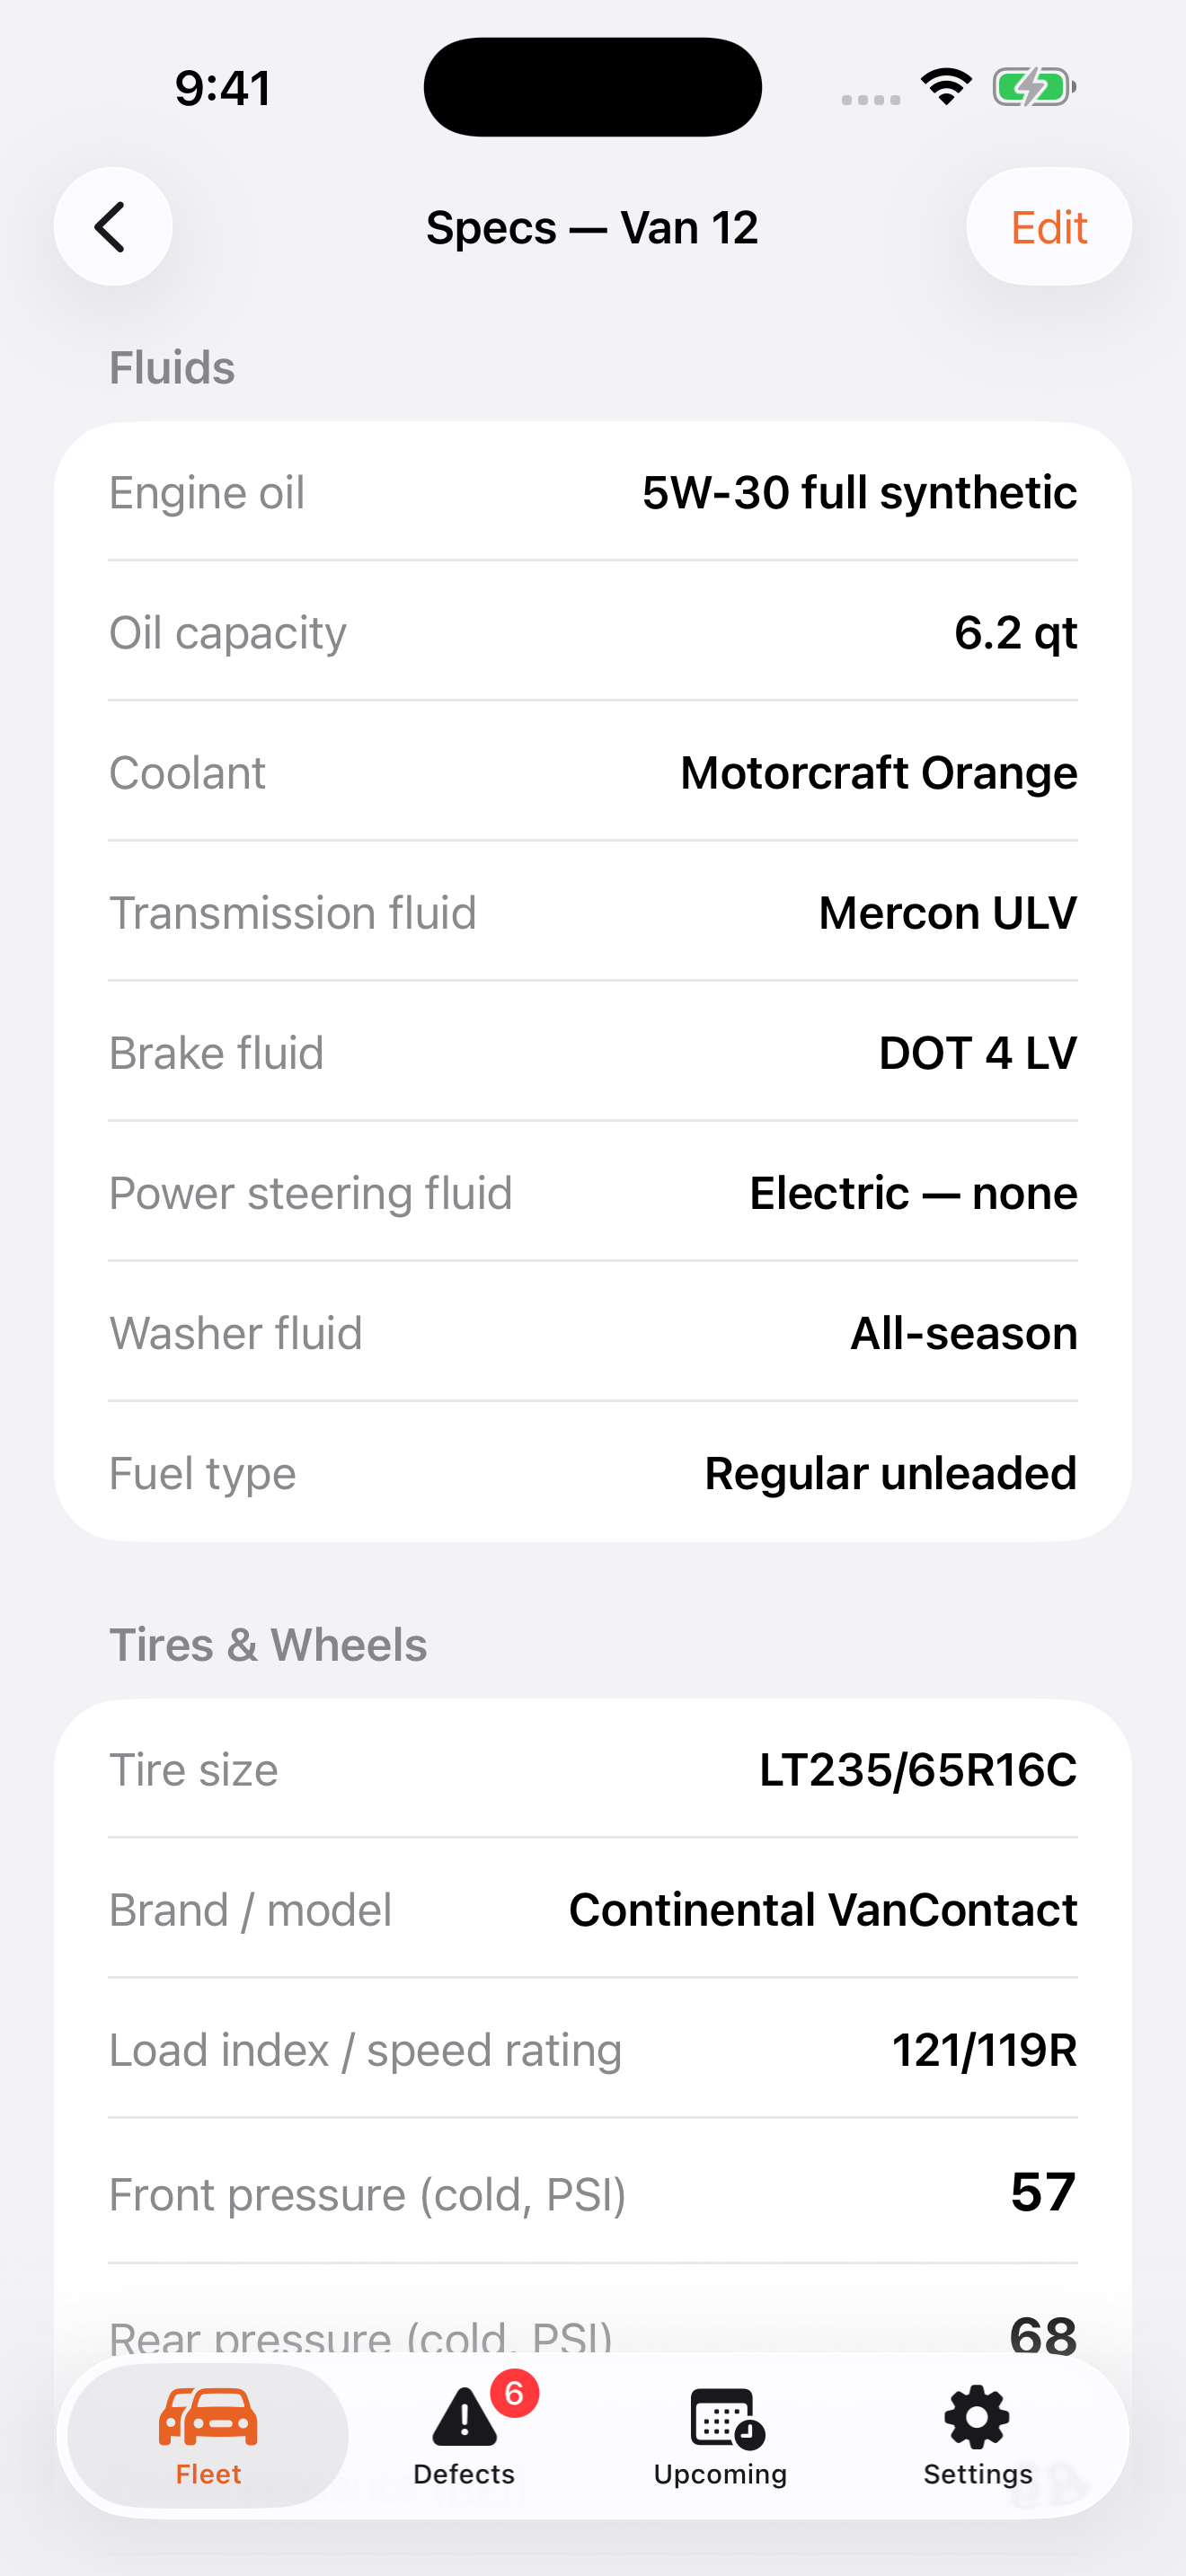 9:41
Specs — Van 12
Edit
Fluids
Engine oil 5W-30 full synthetic
Oil capacity 6.2 qt
Coolant Motorcraft Orange
Transmission fluid Mercon ULV
Brake fluid DOT 4 LV
Power steering fluid Electric — none
Washer fluid All-season
Fuel type Regular unleaded
Tires & Wheels
Tire size LT235/65R16C
Brand / model Continental VanContact
Load index / speed rating 121/119R
Front pressure (cold, PSI) 57
Rear pressure (cold, PSI) 68
6
Fleet Defects Upcoming Settings